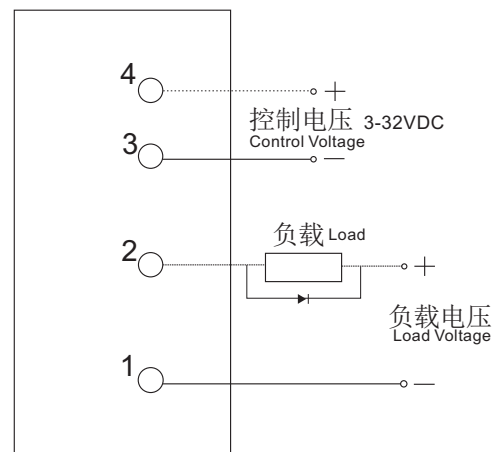 4
+
控制电压 3-32VDC
Control Voltage
3
—
负载 Load
2
+
负载电压
Load Voltage
1
—